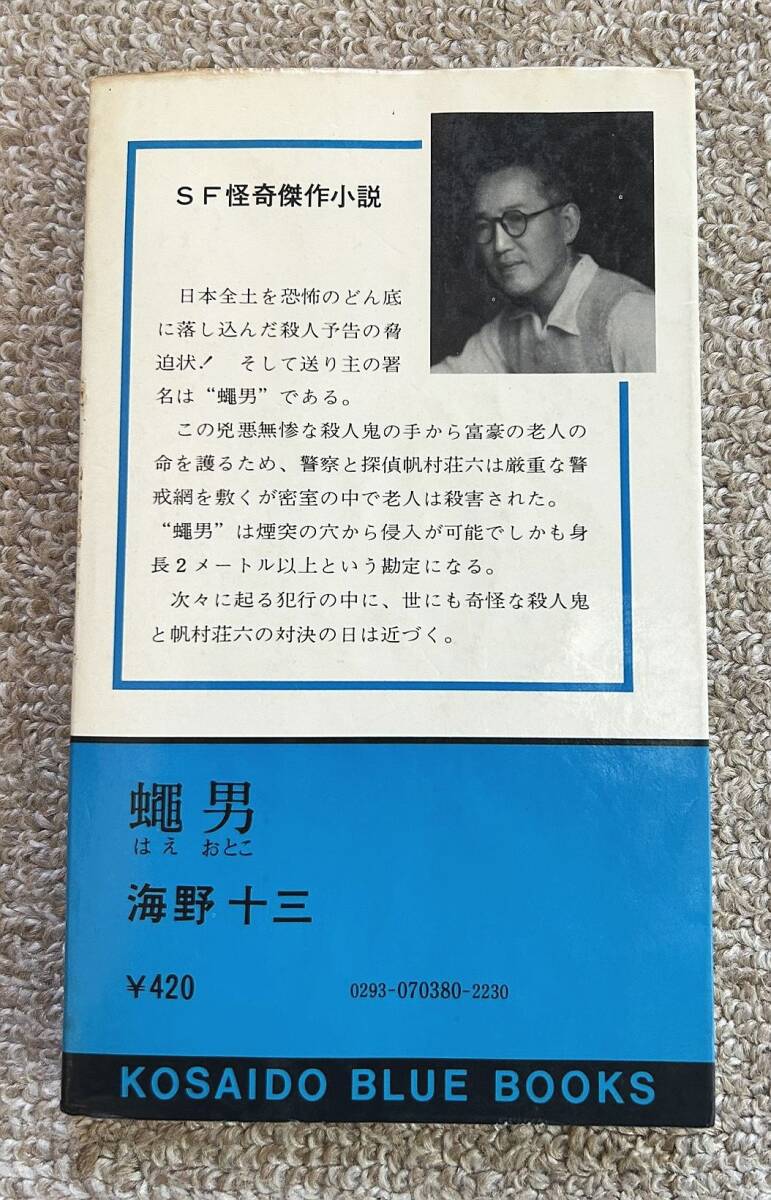 SF怪奇傑作小説
日本全土を恐怖のどん底
に落し込んだ殺人予告の脅
迫状！ そして送り主の署
名は“蠅男”である。
この兇悪無惨な殺人鬼の手から富豪の老人の
命を護るため、警察と探偵帆村荘六は厳重な警
戒網を敷くが密室の中で老人は殺害された。
“蠅男”は煙突の穴から侵入が可能でしかも身
長2メートル以上という勘定になる。
次々に起る犯行の中に、世にも奇怪な殺人鬼
と帆村荘六の対決の日は近づく。
蠅男
はえ おとこ
海野十三
¥420 0293-070380-2230
KOSAIDO BLUE BOOKS